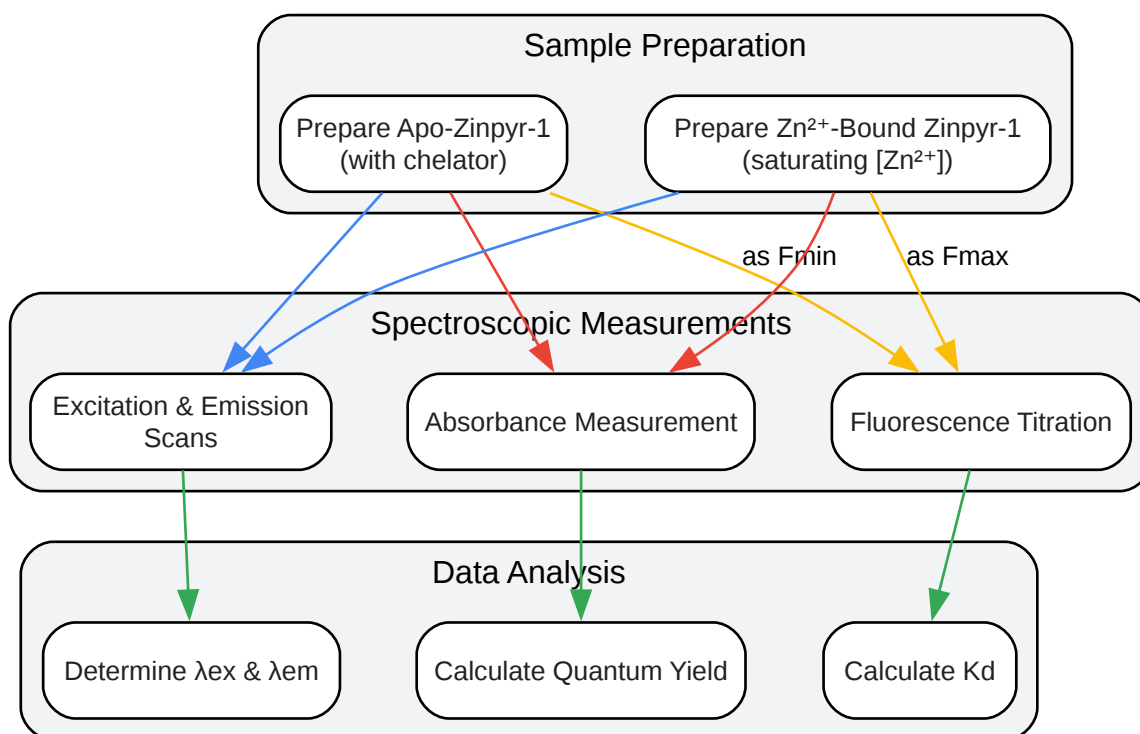 Sample Preparation
Prepare Apo-Zinpyr-1
(with chelator)
Prepare Zn²⁺-Bound Zinpyr-1
(saturating [Zn²⁺])
as Fmin
as Fmax
Spectroscopic Measurements
Excitation & Emission
Scans
Absorbance Measurement
Fluorescence Titration
Data Analysis
Determine λex & λem
Calculate Quantum Yield
Calculate Kd